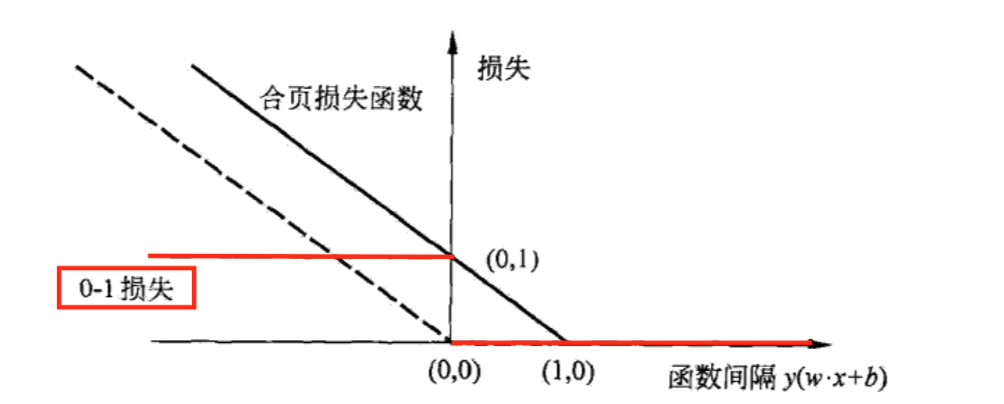 损失
合页损失函数
(0,1)
0-1损失
(0,0)
(1,0)
函数间隔 y(w·x+b)